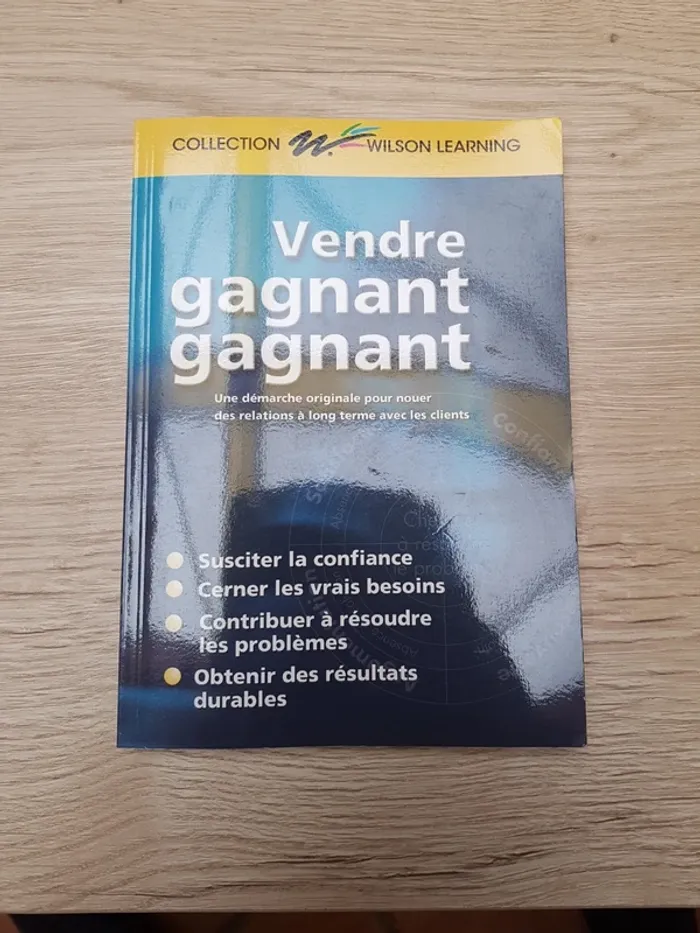 COLLECTION W. WILSON LEARNING
Vendre
gagnant
gagnant
Une démarche originale pour nouer
des relations à long terme avec les clients
Confian
Susciter la confiance
Cerner les vrais besoins
Contribuer à résoudre
les problèmes
Obtenir des résultats
durables